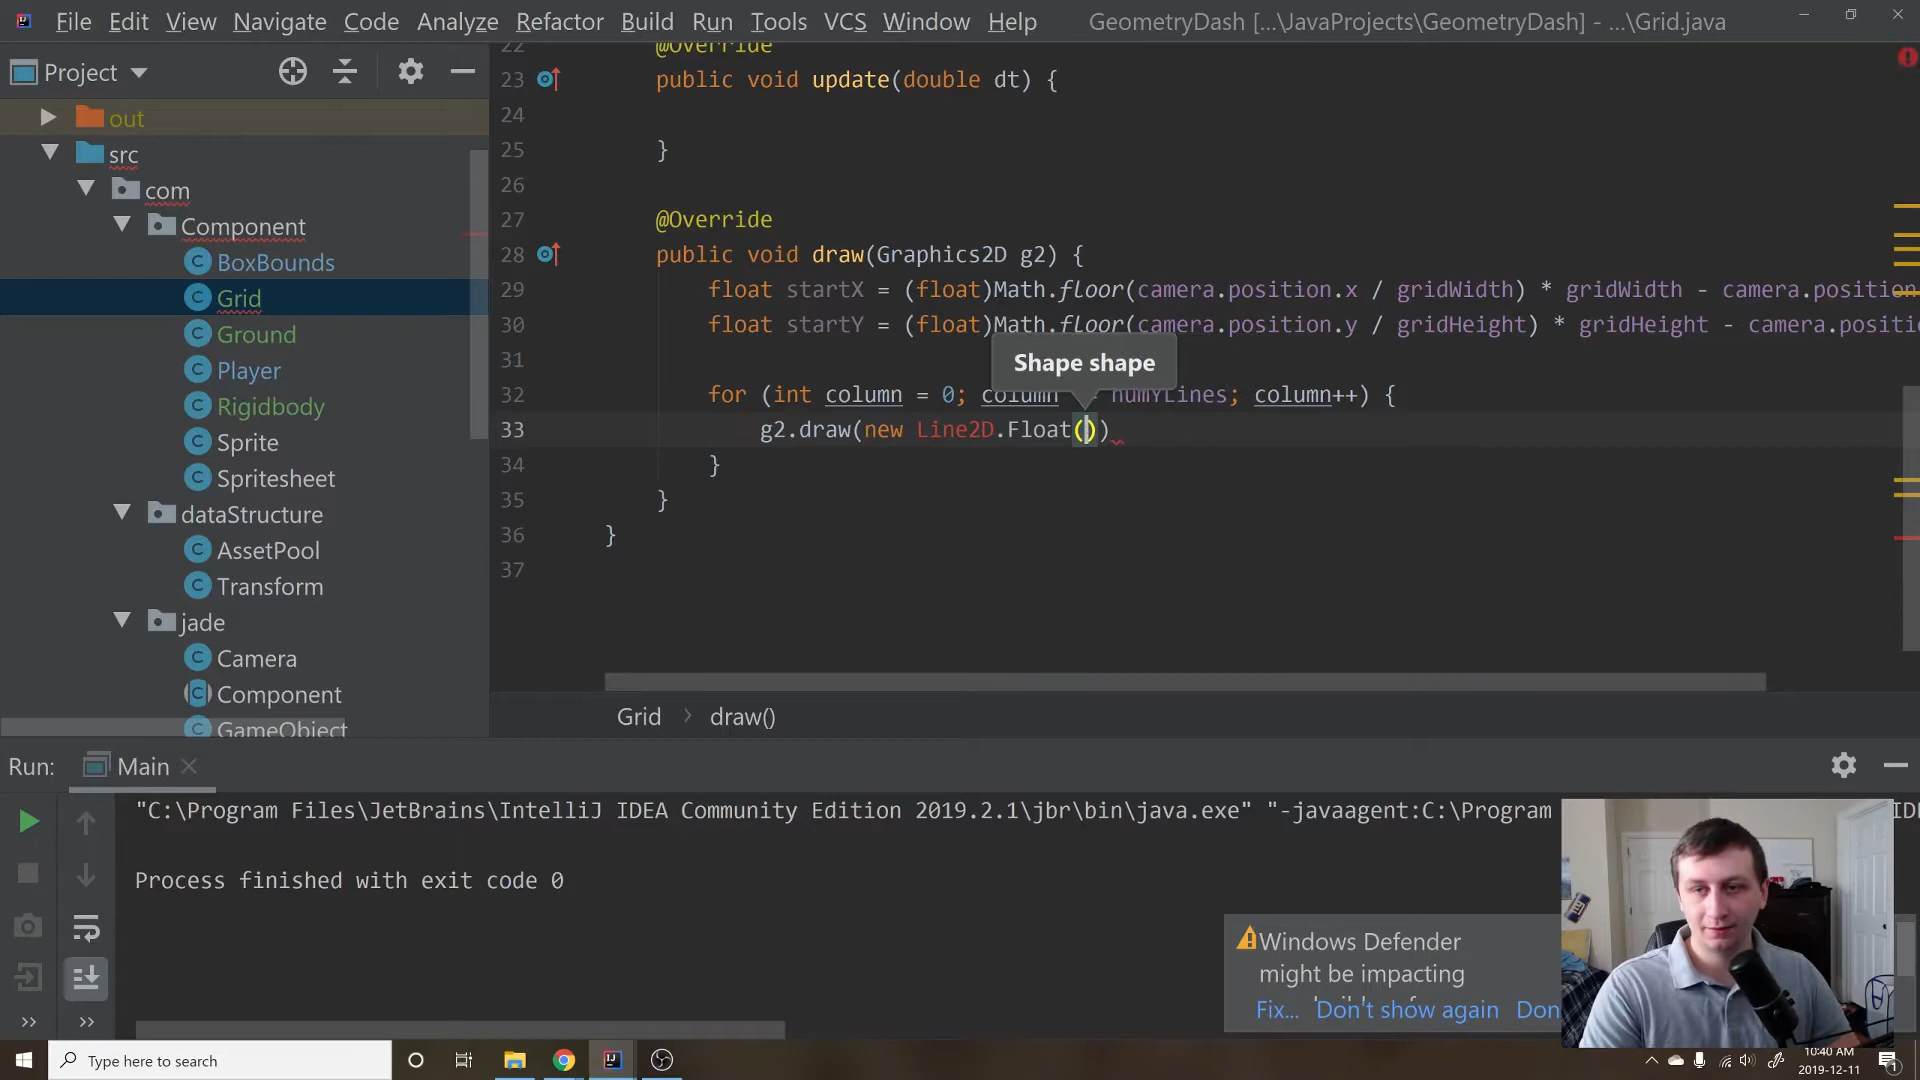 File Edit View Navigate Code Analyze Refactor Build Run Tools VCS Window Help GeometryDash [...\JavaProjects\GeometryDash] - ...\Grid.java
Project
out
src
com
Component
BoxBounds
Grid
Ground
Player
Rigidbody
Sprite
Spritesheet
dataStructure
AssetPool
Transform
jade
Camera
Component
GameObject
22 @Override
23 public void update(double dt) {
24
25 }
26
27 @Override
28 public void draw(Graphics2D g2) {
29 float startX = (float)Math.floor(camera.position.x / gridWidth) * gridWidth - camera.position
30 float startY = (float)Math.floor(camera.position.y / gridHeight) * gridHeight - camera.positio
31
Shape shape
32 for (int column = 0; column numYLines; column++) {
33 g2.draw(new Line2D.Float())
34 }
35 }
36 }
37
Grid > draw()
Run: Main
"C:\Program Files\JetBrains\IntelliJ IDEA Community Edition 2019.2.1\jbr\bin\java.exe" "-javaagent:C:\Program
Process finished with exit code 0
Windows Defender
might be impacting
Fix... Don't show again Don
Type here to search
10:40 AM
2019-12-11